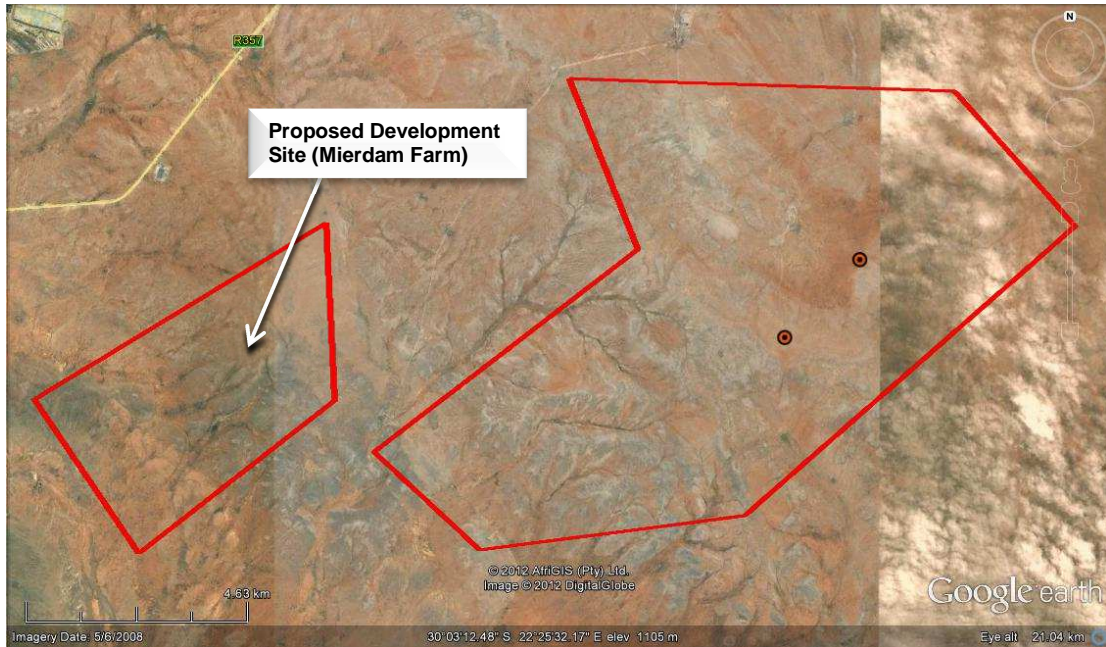 N
R357
Proposed Development
Site (Mierdam Farm)
© 2012 AfriGIS (Pty) Ltd.
Image © 2012 DigitalGlobe
4.63 km
Google earth
Imagery Date: 5/6/2008
30°03'12.48" S 22°25'32.17" E elev 1105 m
Eye alt 21.04 km